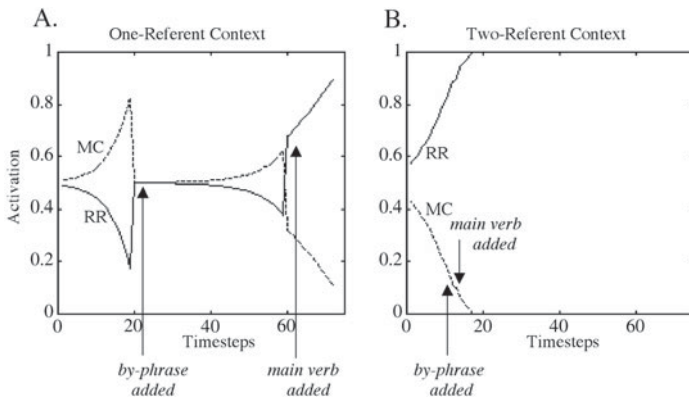 A.
One-Referent Context
1
0.8
0.6
0.4
0.2
0
Activation
MC
RR
0
20
40
60
Timesteps
by-phrase
added
main verb
added
B.
Two-Referent Context
1
0.8
0.6
0.4
0.2
0
RR
MC
main verb
added
0
20
40
60
Timesteps
by-phrase
added